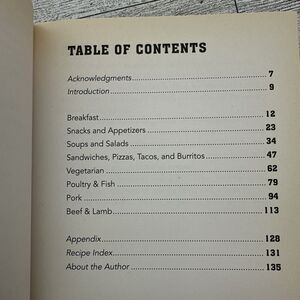 TABLE OF CONTENTS
Acknowledgments 7
Introduction 9
Breakfast 12
Snacks and Appetizers 23
Soups and Salads 34
Sandwiches, Pizzas, Tacos, and Burritos 47
Vegetarian 62
Poultry & Fish 79
Pork 94
Beef & Lamb 113
Appendix 128
Recipe Index 131
About the Author 135